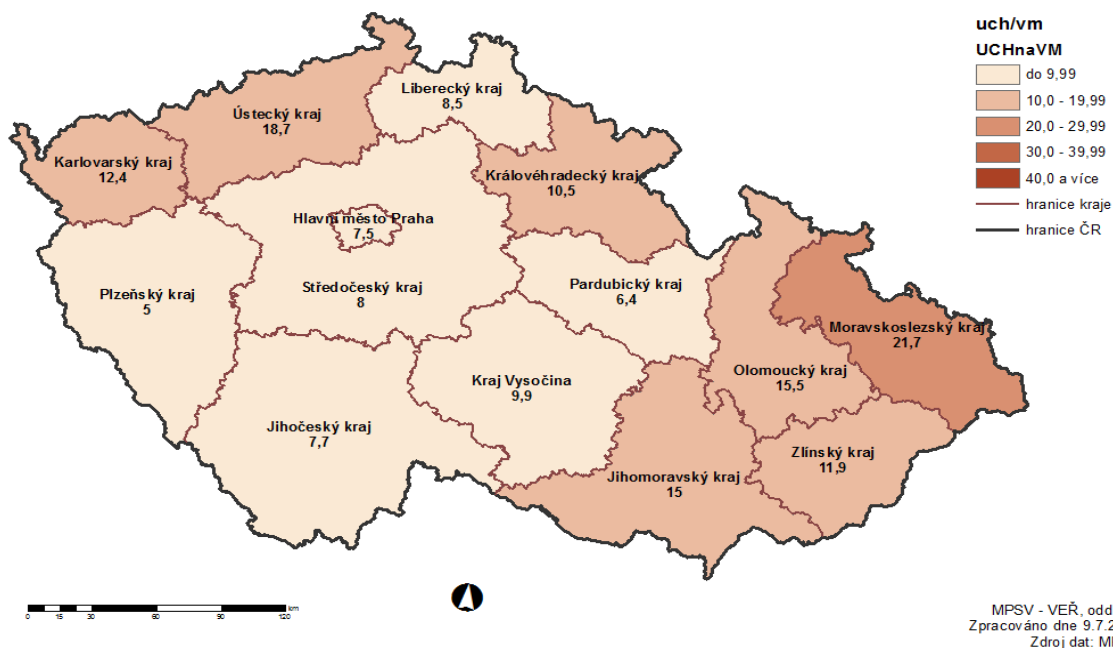 uch/vm
UCHnaVM
do 9,99
10,0 - 19,99
20,0 - 29,99
30,0 - 39,99
40,0 a více
hranice kraje
hranice ČR
Liberecký kraj
8,5
Ústecký kraj
18,7
Karlovarský kraj
12,4
Královéhradecký kraj
10,5
Hlavní město Praha
7,5
Středočeský kraj
8
Plzeňský kraj
5
Pardubický kraj
6,4
Moravskoslezský kraj
21,7
Olomoucký kraj
15,5
Kraj Vysočina
9,9
Jihočeský kraj
7,7
Zlínský kraj
11,9
Jihomoravský kraj
15
0 15 30 60 90 120 km
MPSV - VEŘ, odd
Zpracováno dne 9.7.2
Zdroj dat: M